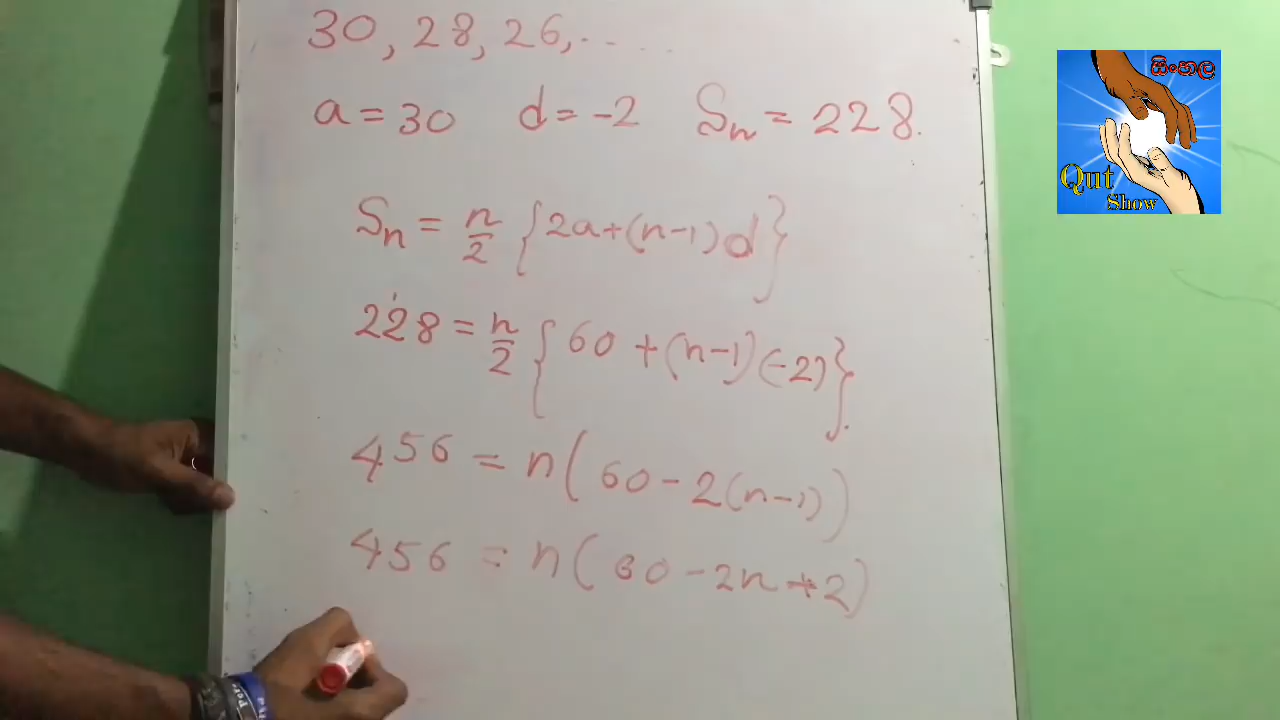 30, 28, 26, .....
a = 30 d = -2 Sn = 228.
Sn = n/2 {2a+(n-1)d}
228 = n/2 {60 + (n-1)(-2)}
456 = n(60 - 2(n-1))
456 = n(60 - 2n + 2)
සිංහල
Qut
Show